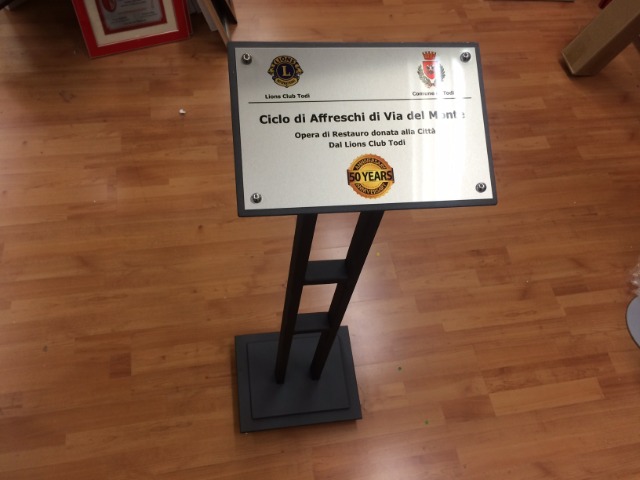 Lions Club Todi
Comune di Todi
Ciclo di Affreschi di Via del Monte
Opera di Restauro donata alla Città
Dal Lions Club Todi
50 YEARS
ANNIVERSARY